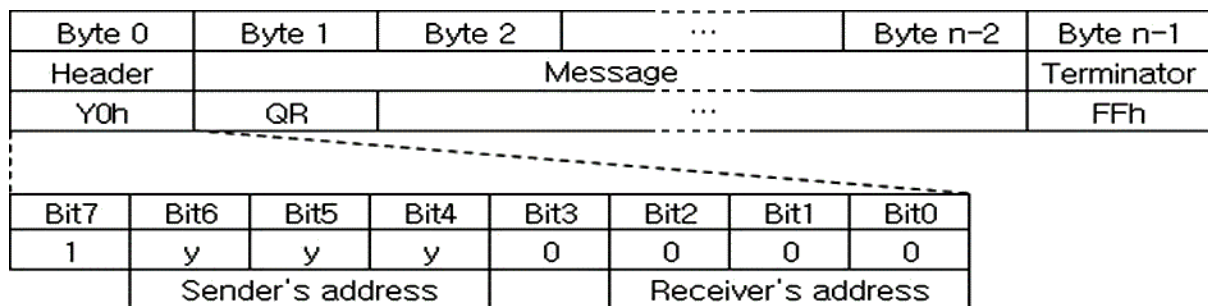 Byte 0 Byte 1 Byte 2 ... Byte n-2 Byte n-1
Header Message Terminator
Y0h QR ... FFh
Bit7 Bit6 Bit5 Bit4 Bit3 Bit2 Bit1 Bit0
1 y y y 0 0 0 0
Sender's address Receiver's address